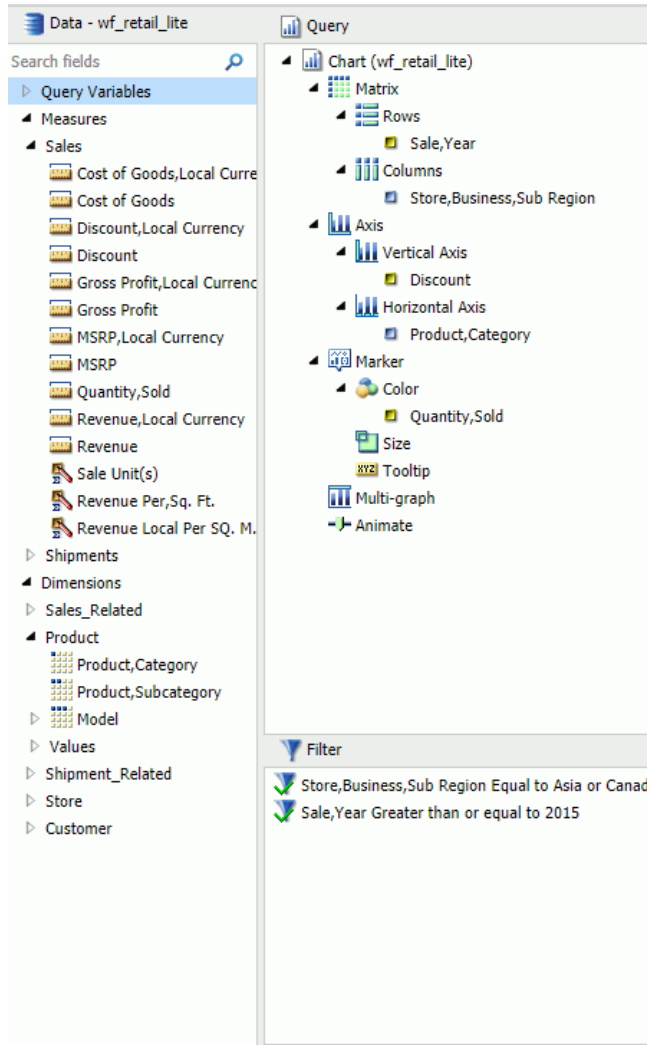 Data - wf_retail_lite
Search fields
Query Variables
Measures
Sales
Cost of Goods,Local Curre
Cost of Goods
Discount,Local Currency
Discount
Gross Profit,Local Currenc
Gross Profit
MSRP,Local Currency
MSRP
Quantity,Sold
Revenue,Local Currency
Revenue
Sale Unit(s)
Revenue Per,Sq. Ft.
Revenue Local Per SQ. M.
Shipments
Dimensions
Sales_Related
Product
Product,Category
Product,Subcategory
Model
Values
Shipment_Related
Store
Customer
Query
Chart (wf_retail_lite)
Matrix
Rows
Sale,Year
Columns
Store,Business,Sub Region
Axis
Vertical Axis
Discount
Horizontal Axis
Product,Category
Marker
Color
Quantity,Sold
Size
XYZ Tooltip
Multi-graph
Animate
Filter
Store,Business,Sub Region Equal to Asia or Canad
Sale,Year Greater than or equal to 2015